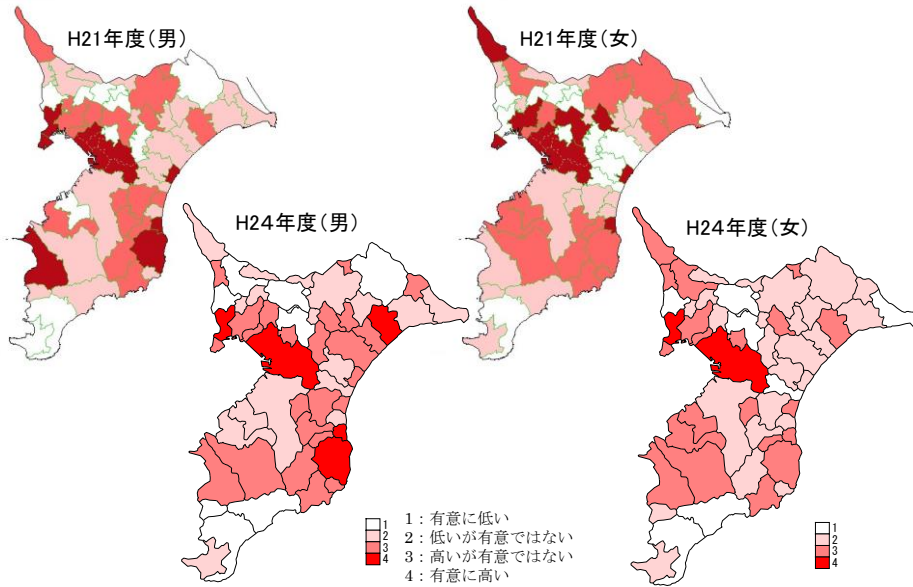 H21年度(男)
H21年度(女)
H24年度(男)
H24年度(女)
1
2
3
4
1：有意に低い
2：低いが有意ではない
3：高いが有意ではない
4：有意に高い
1
2
3
4